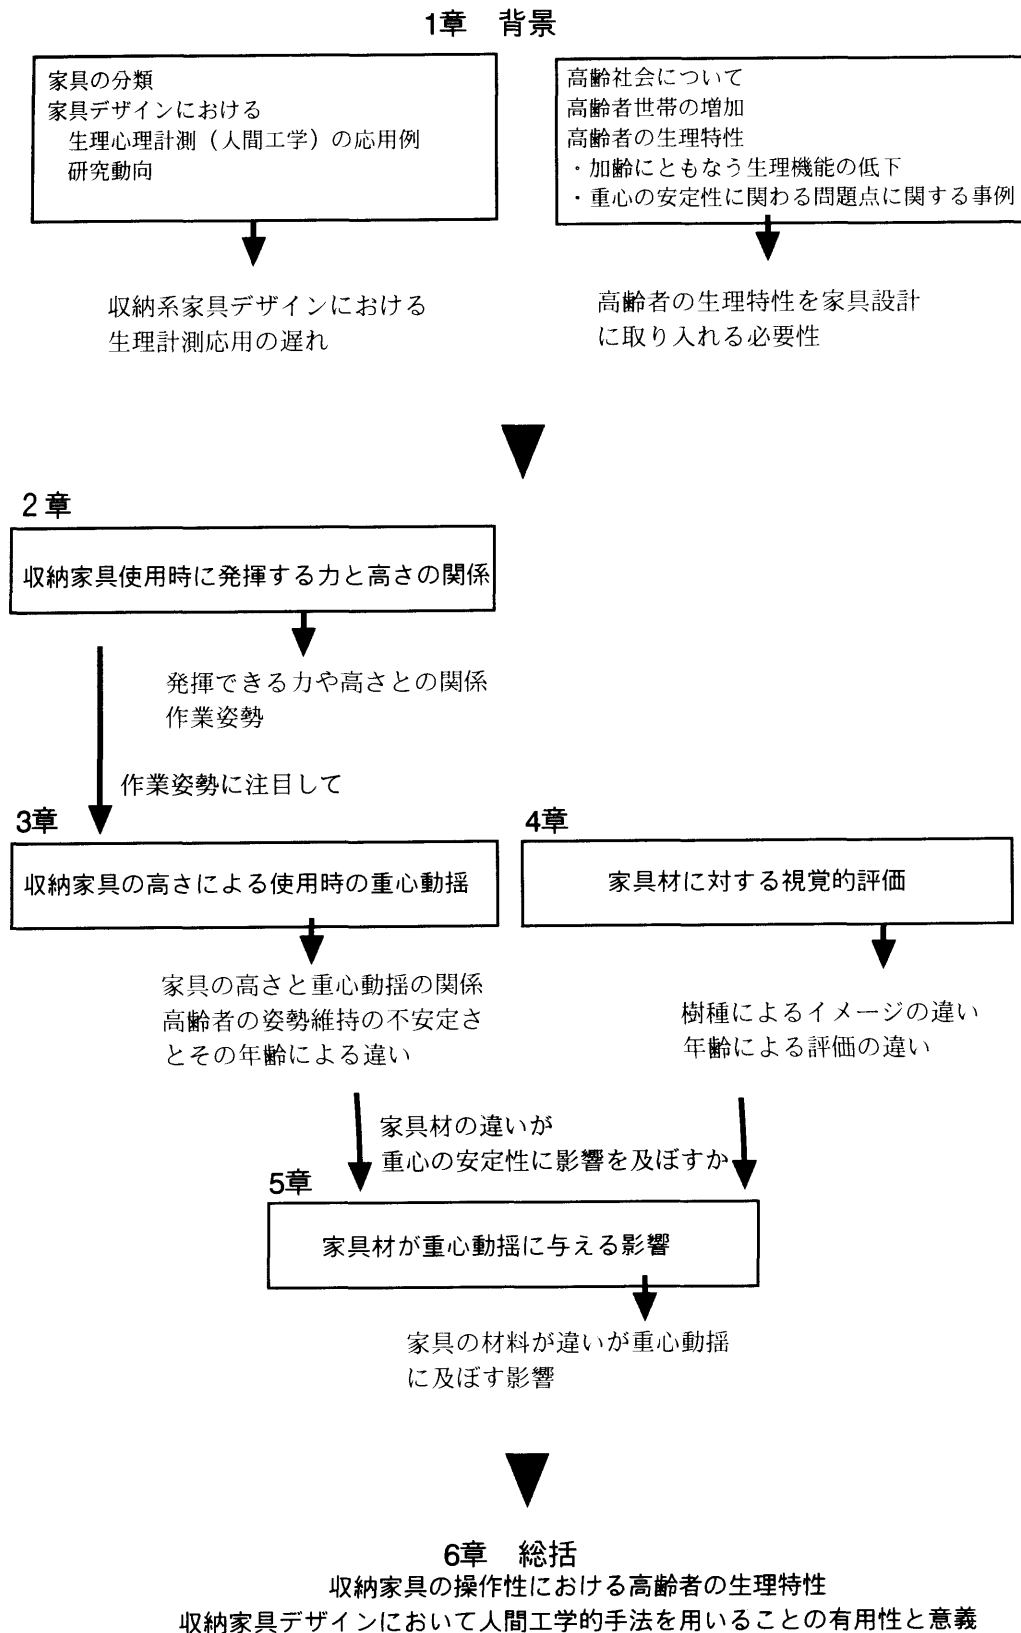 1章　背景
家具の分類
家具デザインにおける
生理心理計測（人間工学）の応用例
研究動向
高齢社会について
高齢者世帯の増加
高齢者の生理特性
・加齢にともなう生理機能の低下
・重心の安定性に関わる問題点に関する事例
収納系家具デザインにおける
生理計測応用の遅れ
高齢者の生理特性を家具設計
に取り入れる必要性
2章
収納家具使用時に発揮する力と高さの関係
発揮できる力や高さとの関係
作業姿勢
作業姿勢に注目して
3章
収納家具の高さによる使用時の重心動揺
家具の高さと重心動揺の関係
高齢者の姿勢維持の不安定さ
とその年齢による違い
4章
家具材に対する視覚的評価
樹種によるイメージの違い
年齢による評価の違い
家具材の違いが
重心の安定性に影響を及ぼすか
5章
家具材が重心動揺に与える影響
家具の材料が違いが重心動揺
に及ぼす影響
6章　総括
収納家具の操作性における高齢者の生理特性
収納家具デザインにおいて人間工学的手法を用いることの有用性と意義